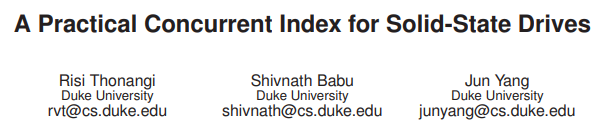 A Practical Concurrent Index for Solid-State Drives
Risi Thonangi Shivnath Babu Jun Yang
Duke University Duke University Duke University
rvt@cs.duke.edu shivnath@cs.duke.edu junyang@cs.duke.edu